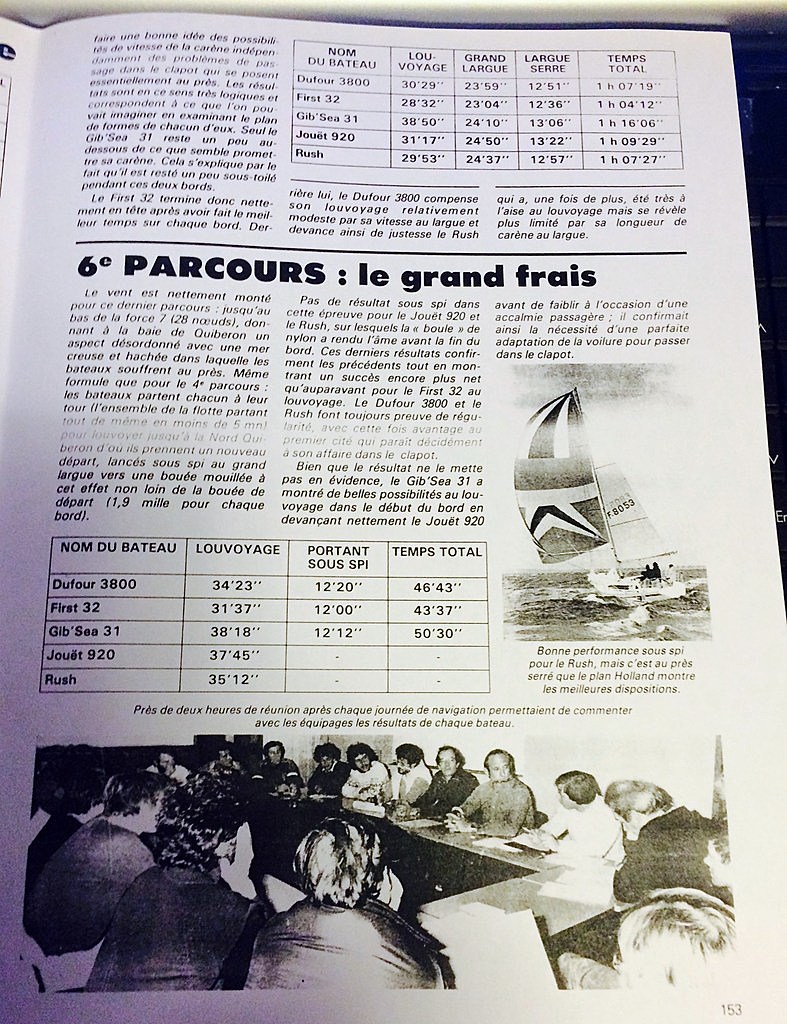 faire une bonne idée des possibili-
tés de vitesse de la carène indépen-
damment des problèmes de pas-
sage dans le clapot qui se posent
essentiellement au près. Les résul-
tats sont en ce sens très logiques et
correspondent à ce que l'on pou-
vait imaginer en examinant le plan
de formes de chacun d'eux. Seul le
Gib'Sea 31 reste un peu au-
dessous de ce que semble promet-
tre sa carène. Cela s'explique par le
fait qu'il est resté un peu sous-toilé
pendant ces deux bords.
Le First 32 termine donc nette-
ment en tête après avoir fait le meil-
leur temps sur chaque bord. Der-
NOM DU BATEAU LOU-VOYAGE GRAND LARGUE LARGUE SERRE TEMPS TOTAL
Dufour 3800 30'29'' 23'59'' 12'51'' 1 h 07'19''
First 32 28'32'' 23'04'' 12'36'' 1 h 04'12''
Gib'Sea 31 38'50'' 24'10'' 13'06'' 1 h 16'06''
Jouët 920 31'17'' 24'50'' 13'22'' 1 h 09'29''
Rush 29'53'' 24'37'' 12'57'' 1 h 07'27''
rière lui, le Dufour 3800 compense
son louvoyage relativement
modeste par sa vitesse au largue et
devance ainsi de justesse le Rush
qui a, une fois de plus, été très à
l'aise au louvoyage mais se révèle
plus limité par sa longueur de
carène au largue.
6e PARCOURS : le grand frais
Le vent est nettement monté
pour ce dernier parcours : jusqu'au
bas de la force 7 (28 nœuds), don-
nant à la baie de Quiberon un
aspect désordonné avec une mer
creuse et hachée dans laquelle les
bateaux souffrent au près. Même
formule que pour le 4e parcours :
les bateaux partent chacun à leur
tour (l'ensemble de la flotte partant
tout de même en moins de 5 mn)
pour louvoyer jusqu'à la Nord Qui-
beron d'où ils prennent un nouveau
départ, lancés sous spi au grand
largue vers une bouée mouillée à
cet effet non loin de la bouée de
départ (1,9 mille pour chaque
bord).
Pas de résultat sous spi dans
cette épreuve pour le Jouët 920 et
le Rush, sur lesquels la « boule » de
nylon a rendu l'âme avant la fin du
bord. Ces derniers résultats confir-
ment les précédents tout en mon-
trant un succès encore plus net
qu'auparavant pour le First 32 au
louvoyage. Le Dufour 3800 et le
Rush font toujours preuve de régu-
larité, avec cette fois avantage au
premier cité qui paraît décidément
à son affaire dans le clapot.
Bien que le résultat ne le mette
pas en évidence, le Gib'Sea 31 a
montré de belles possibilités au lou-
voyage dans le début du bord en
devançant nettement le Jouët 920
avant de faiblir à l'occasion d'une
accalmie passagère ; il confirmait
ainsi la nécessité d'une parfaite
adaptation de la voilure pour passer
dans le clapot.
F.8053
NOM DU BATEAU LOUVOYAGE PORTANT SOUS SPI TEMPS TOTAL
Dufour 3800 34'23'' 12'20'' 46'43''
First 32 31'37'' 12'00'' 43'37''
Gib'Sea 31 38'18'' 12'12'' 50'30''
Jouët 920 37'45'' - -
Rush 35'12'' - -
Bonne performance sous spi
pour le Rush, mais c'est au près
serré que le plan Holland montre
les meilleures dispositions.
Près de deux heures de réunion après chaque journée de navigation permettaient de commenter
avec les équipages les résultats de chaque bateau.
153